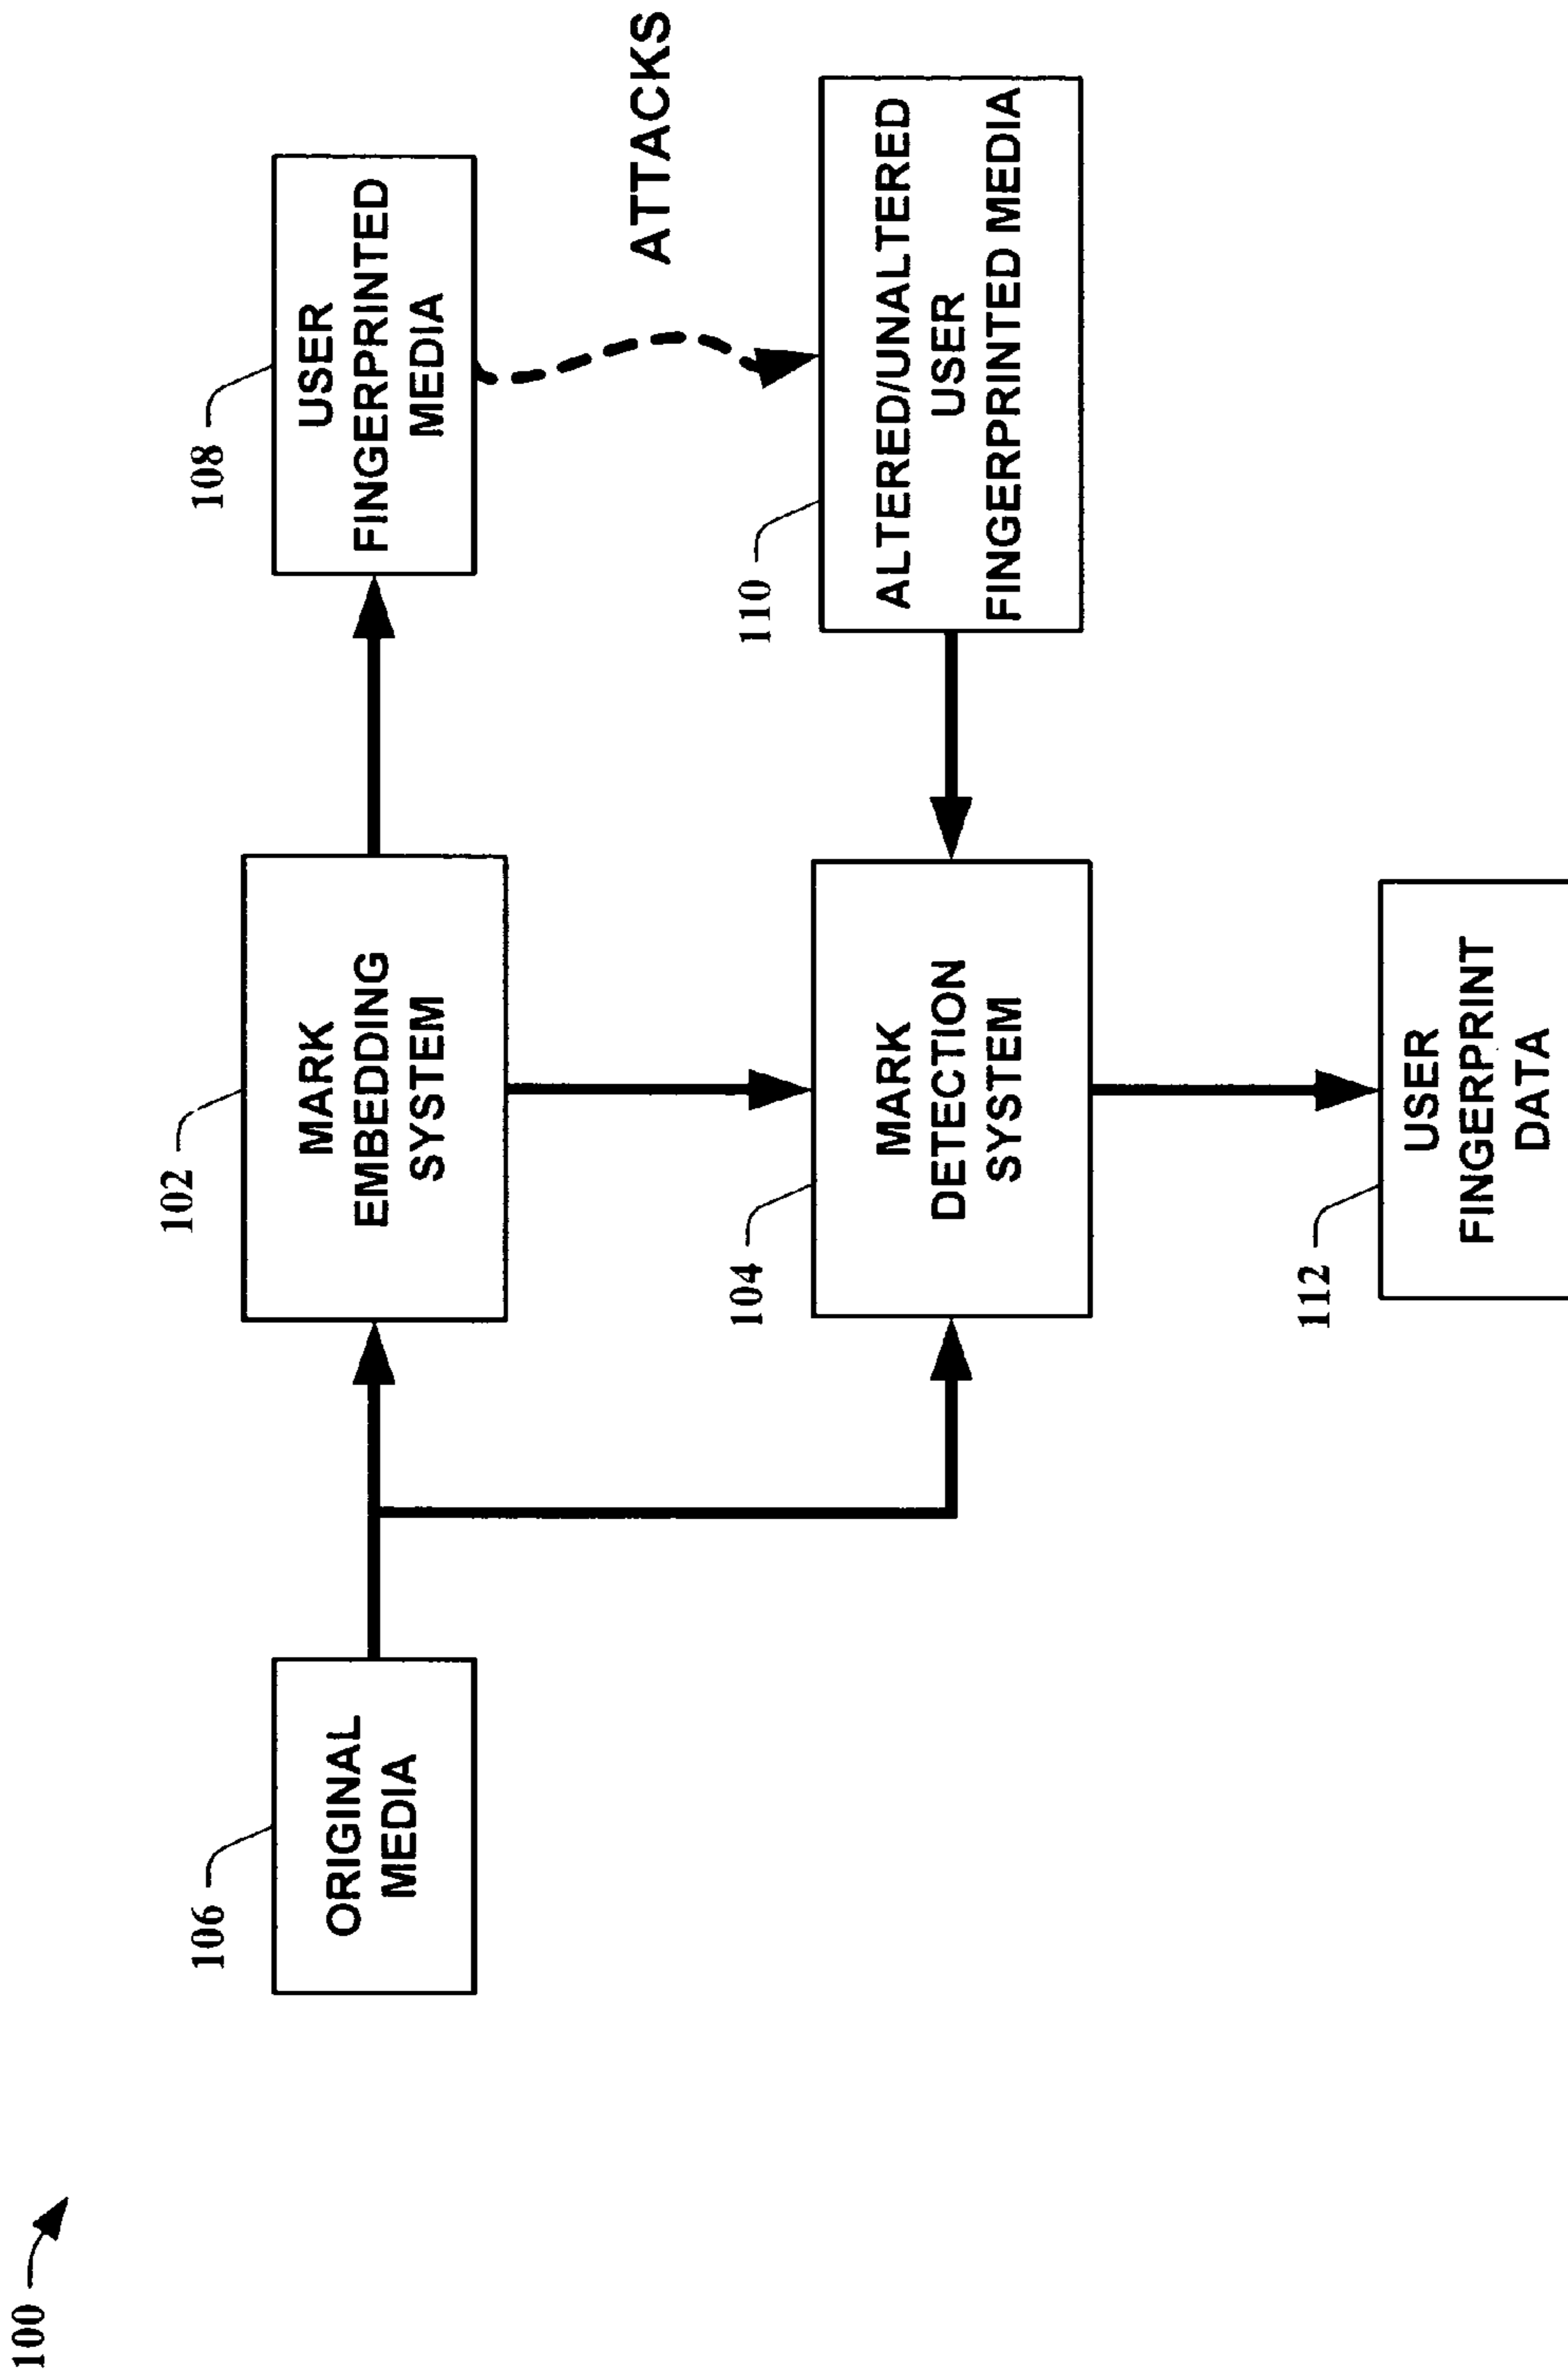 100
106
ORIGINAL
MEDIA
102
MARK
EMBEDDING
SYSTEM
108
USER
FINGERPRINTED
MEDIA
ATTACKS
104
MARK
DETECTION
SYSTEM
110
ALTERED/UNALTERED
USER
FINGERPRINTED MEDIA
112
USER
FINGERPRINT
DATA